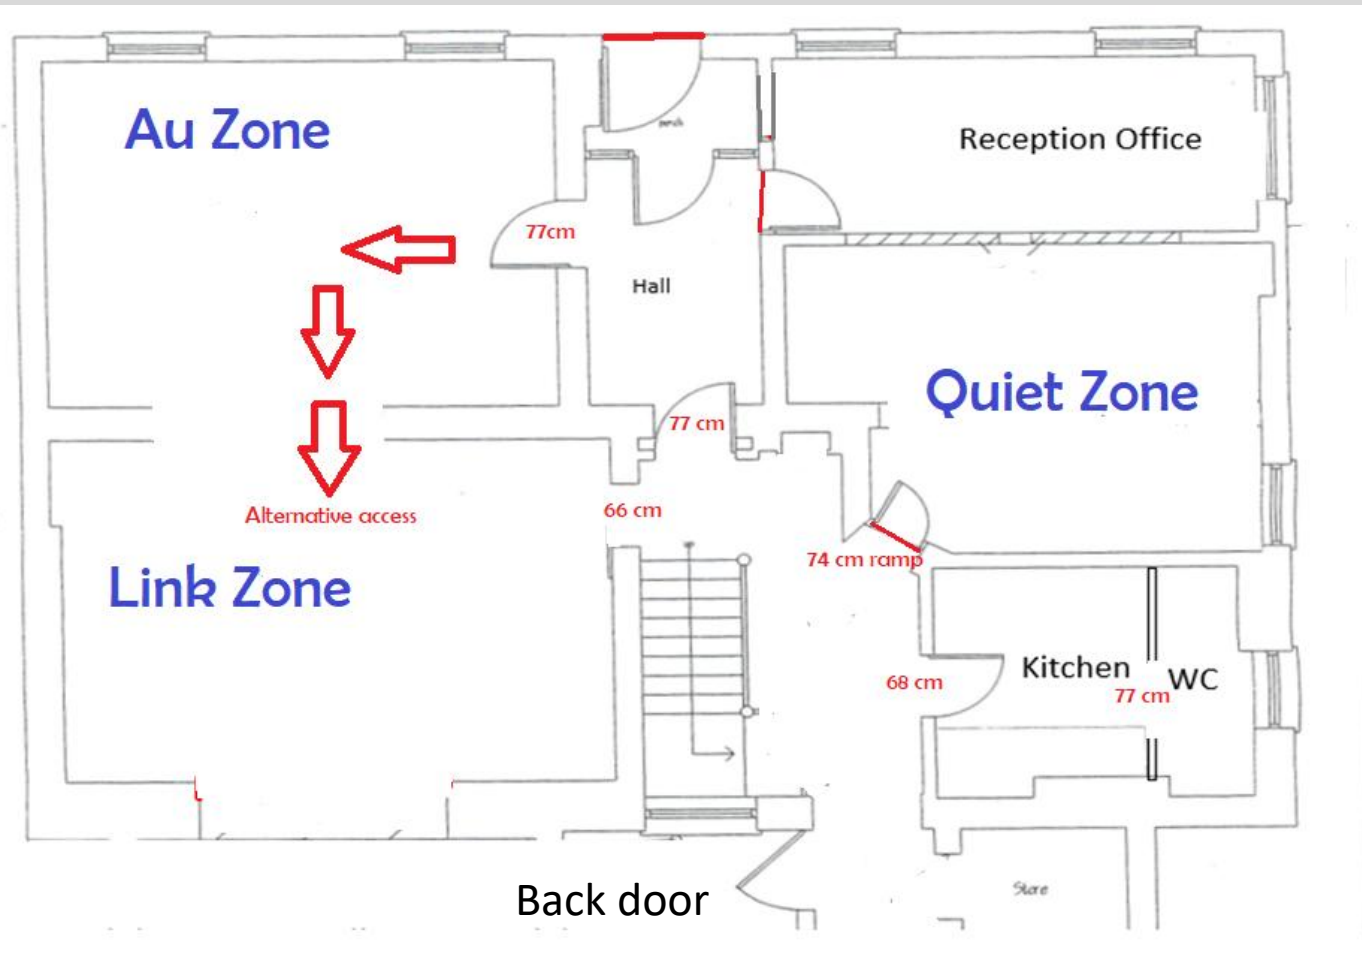 Au Zone
porch
Reception Office
77cm
Hall
Quiet Zone
77 cm
66 cm
Alternative access
74 cm ramp
Link Zone
Kitchen
WC
68 cm
77 cm
Back door
Store